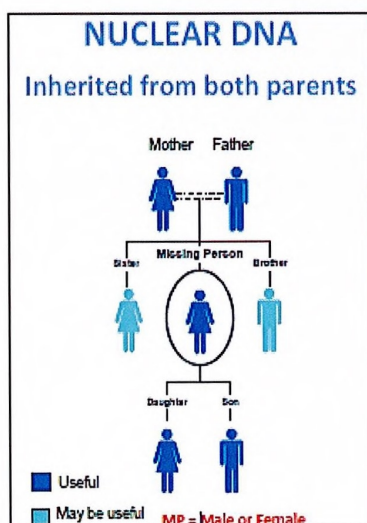 NUCLEAR DNA
Inherited from both parents
Mother Father
Missing Person
Sister Brother
Daughter Son
Useful
May be useful
MP = Male or Female